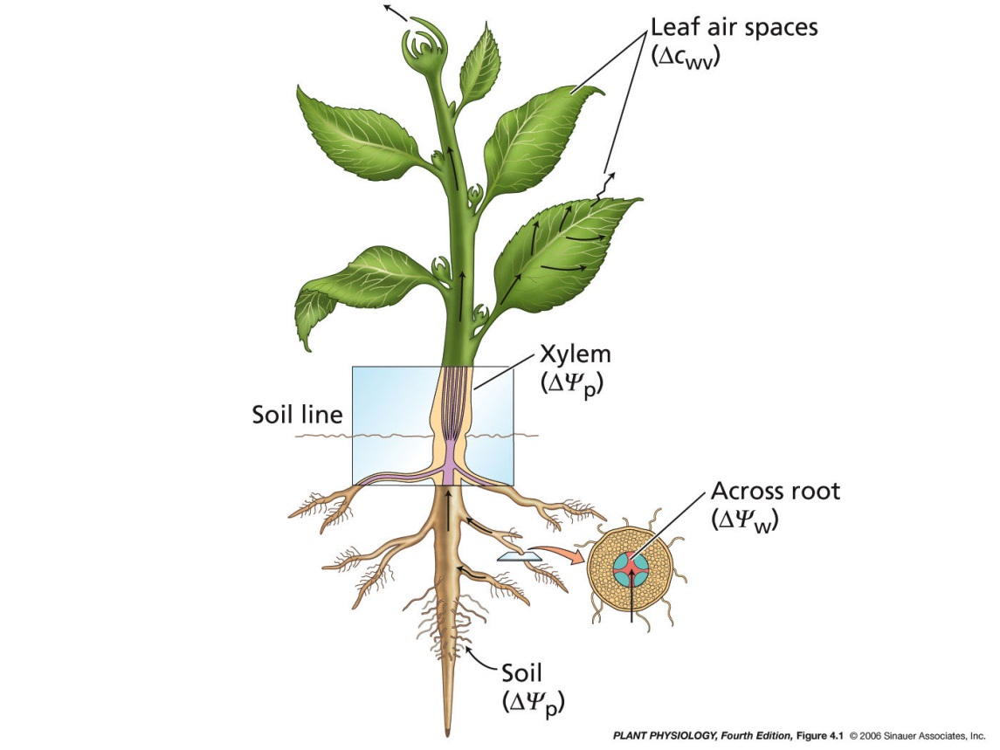 Leaf air spaces
(Δc_wv)
Xylem
(ΔΨ_p)
Soil line
Across root
(ΔΨ_w)
Soil
(ΔΨ_p)
PLANT PHYSIOLOGY, Fourth Edition, Figure 4.1 © 2006 Sinauer Associates, Inc.